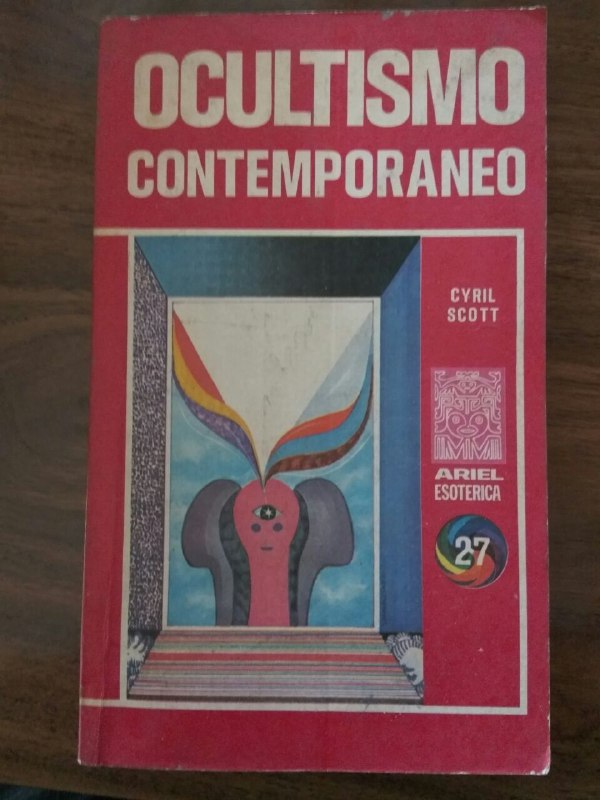 OCULTISMO
CONTEMPORANEO
CYRIL
SCOTT
ARIEL
ESOTERICA
27